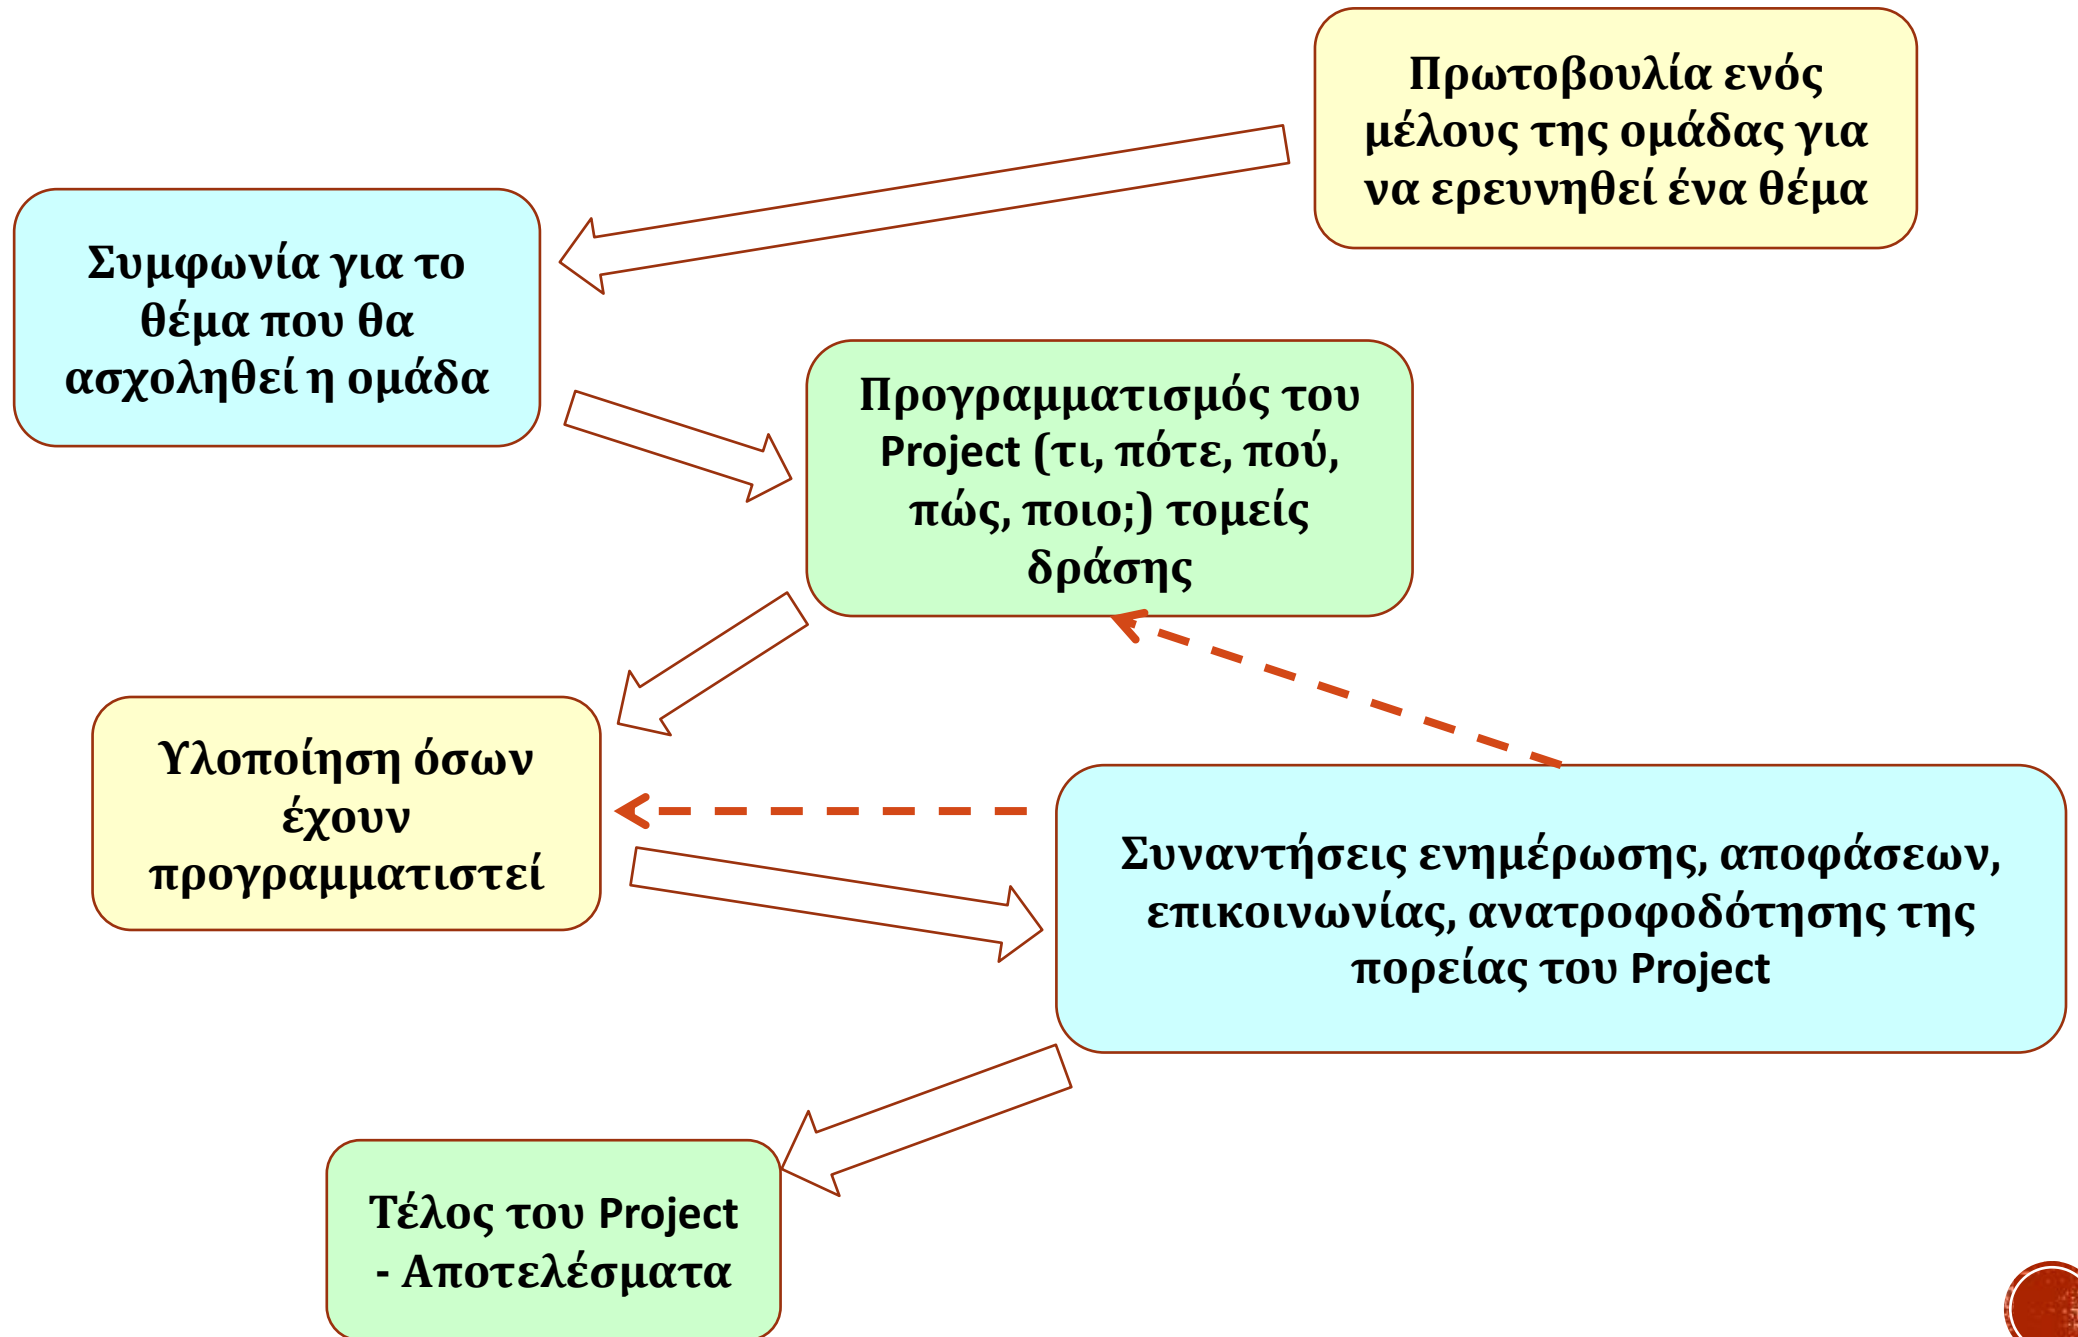 Πρωτοβουλία ενός
μέλους της ομάδας για
να ερευνηθεί ένα θέμα
Συμφωνία για το
θέμα που θα
ασχοληθεί η ομάδα
Προγραμματισμός του
Project (τι, πότε, πού,
πώς, ποιο;) τομείς
δράσης
Υλοποίηση όσων
έχουν
προγραμματιστεί
Συναντήσεις ενημέρωσης, αποφάσεων,
επικοινωνίας, ανατροφοδότησης της
πορείας του Project
Τέλος του Project
- Αποτελέσματα